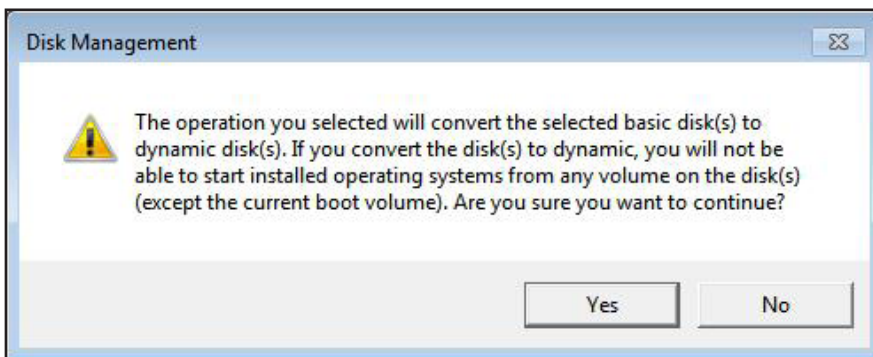 Disk Management
The operation you selected will convert the selected basic disk(s) to
dynamic disk(s). If you convert the disk(s) to dynamic, you will not be
able to start installed operating systems from any volume on the disk(s)
(except the current boot volume). Are you sure you want to continue?
Yes
No